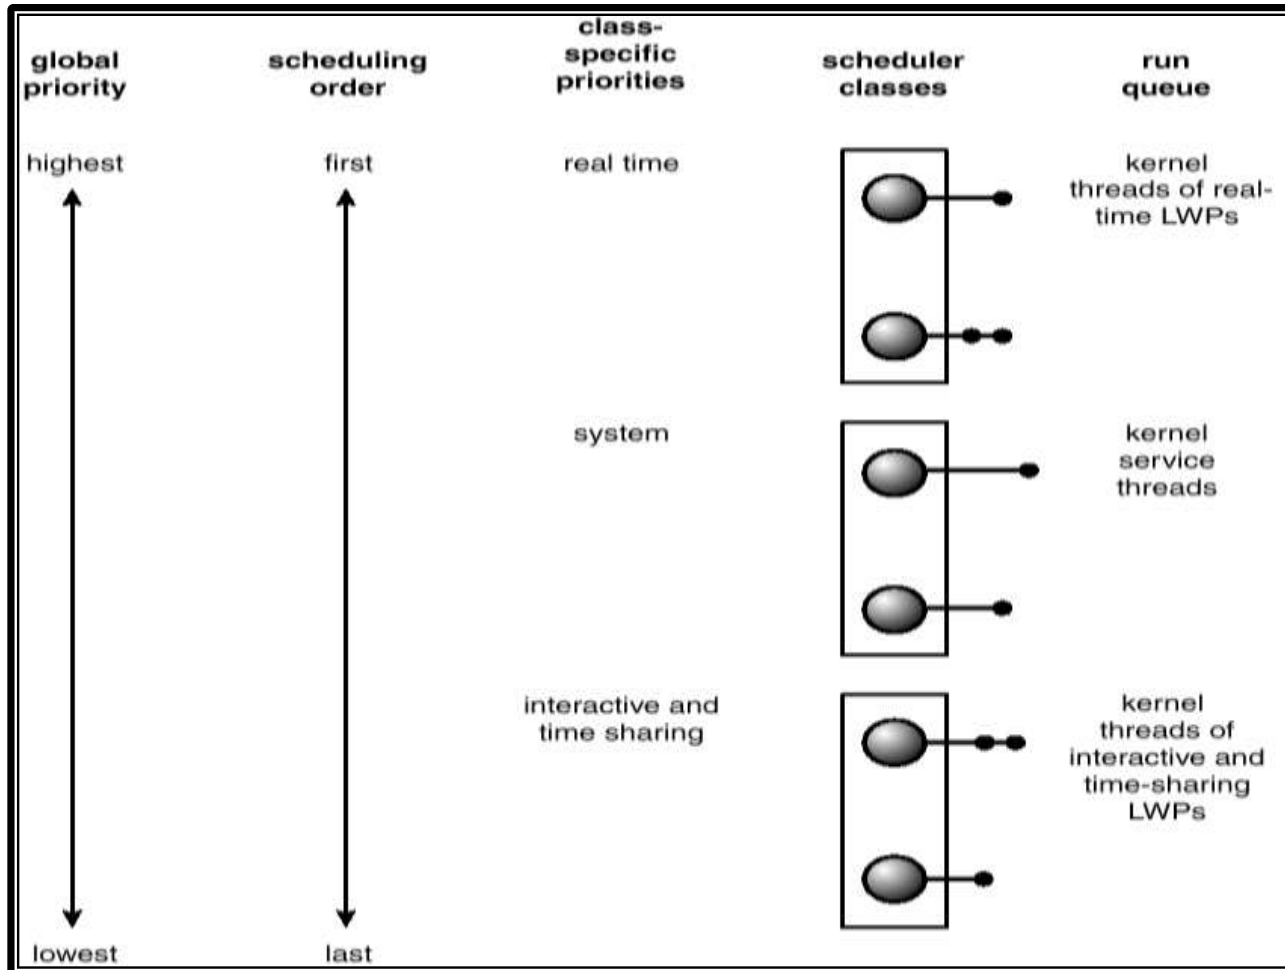 global
priority
scheduling
order
class-
specific
priorities
scheduler
classes
run
queue
highest
first
real time
kernel
threads of real-
time LWPs
system
kernel
service
threads
interactive and
time sharing
kernel
threads of
interactive and
time-sharing
LWPs
lowest
last